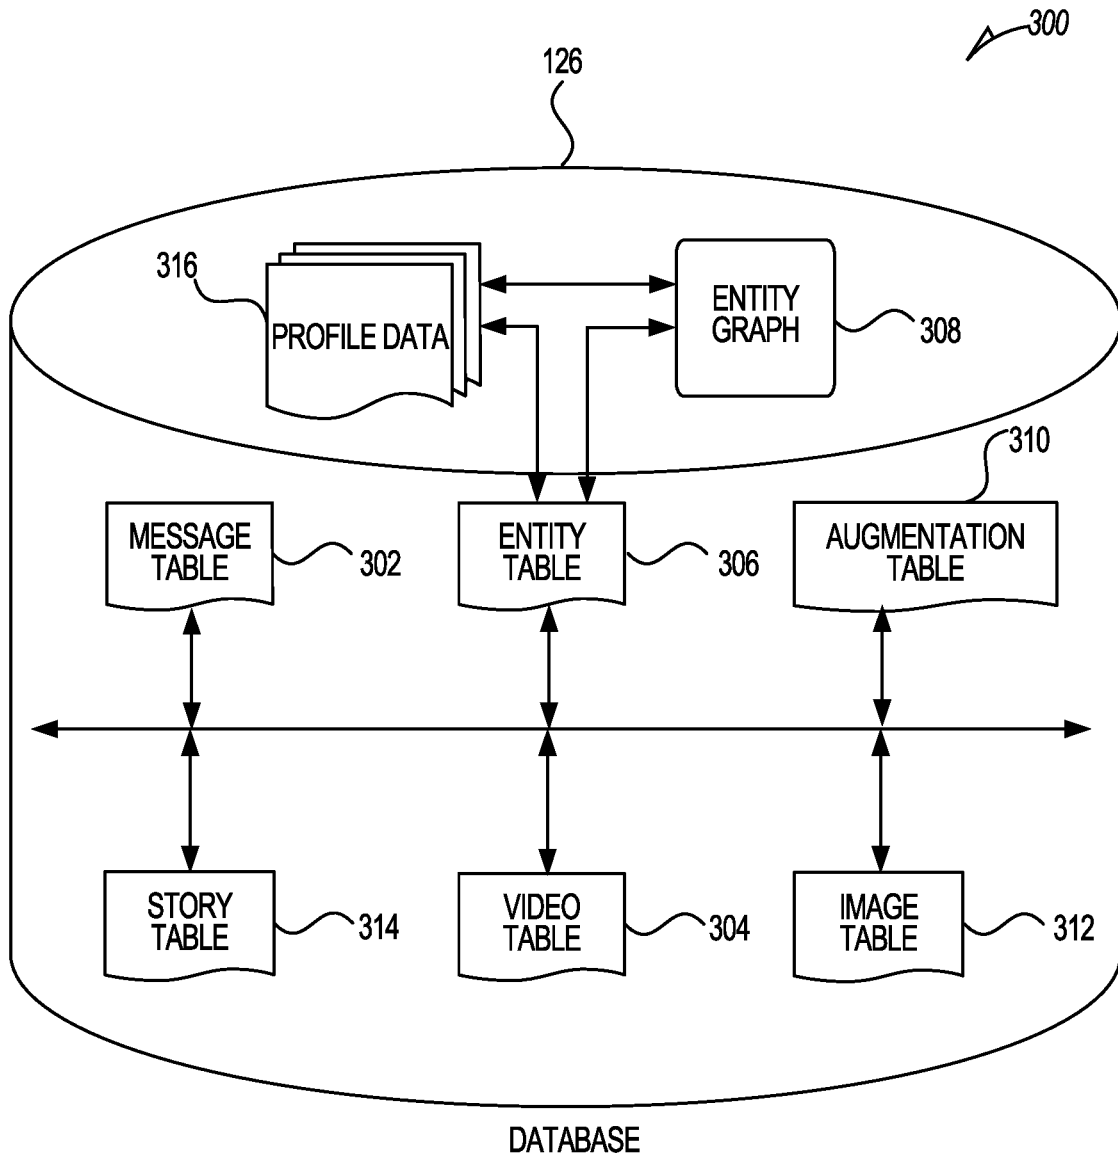 300
126
316
PROFILE DATA
ENTITY
GRAPH
308
310
MESSAGE
TABLE
302
ENTITY
TABLE
306
AUGMENTATION
TABLE
STORY
TABLE
314
VIDEO
TABLE
304
IMAGE
TABLE
312
DATABASE